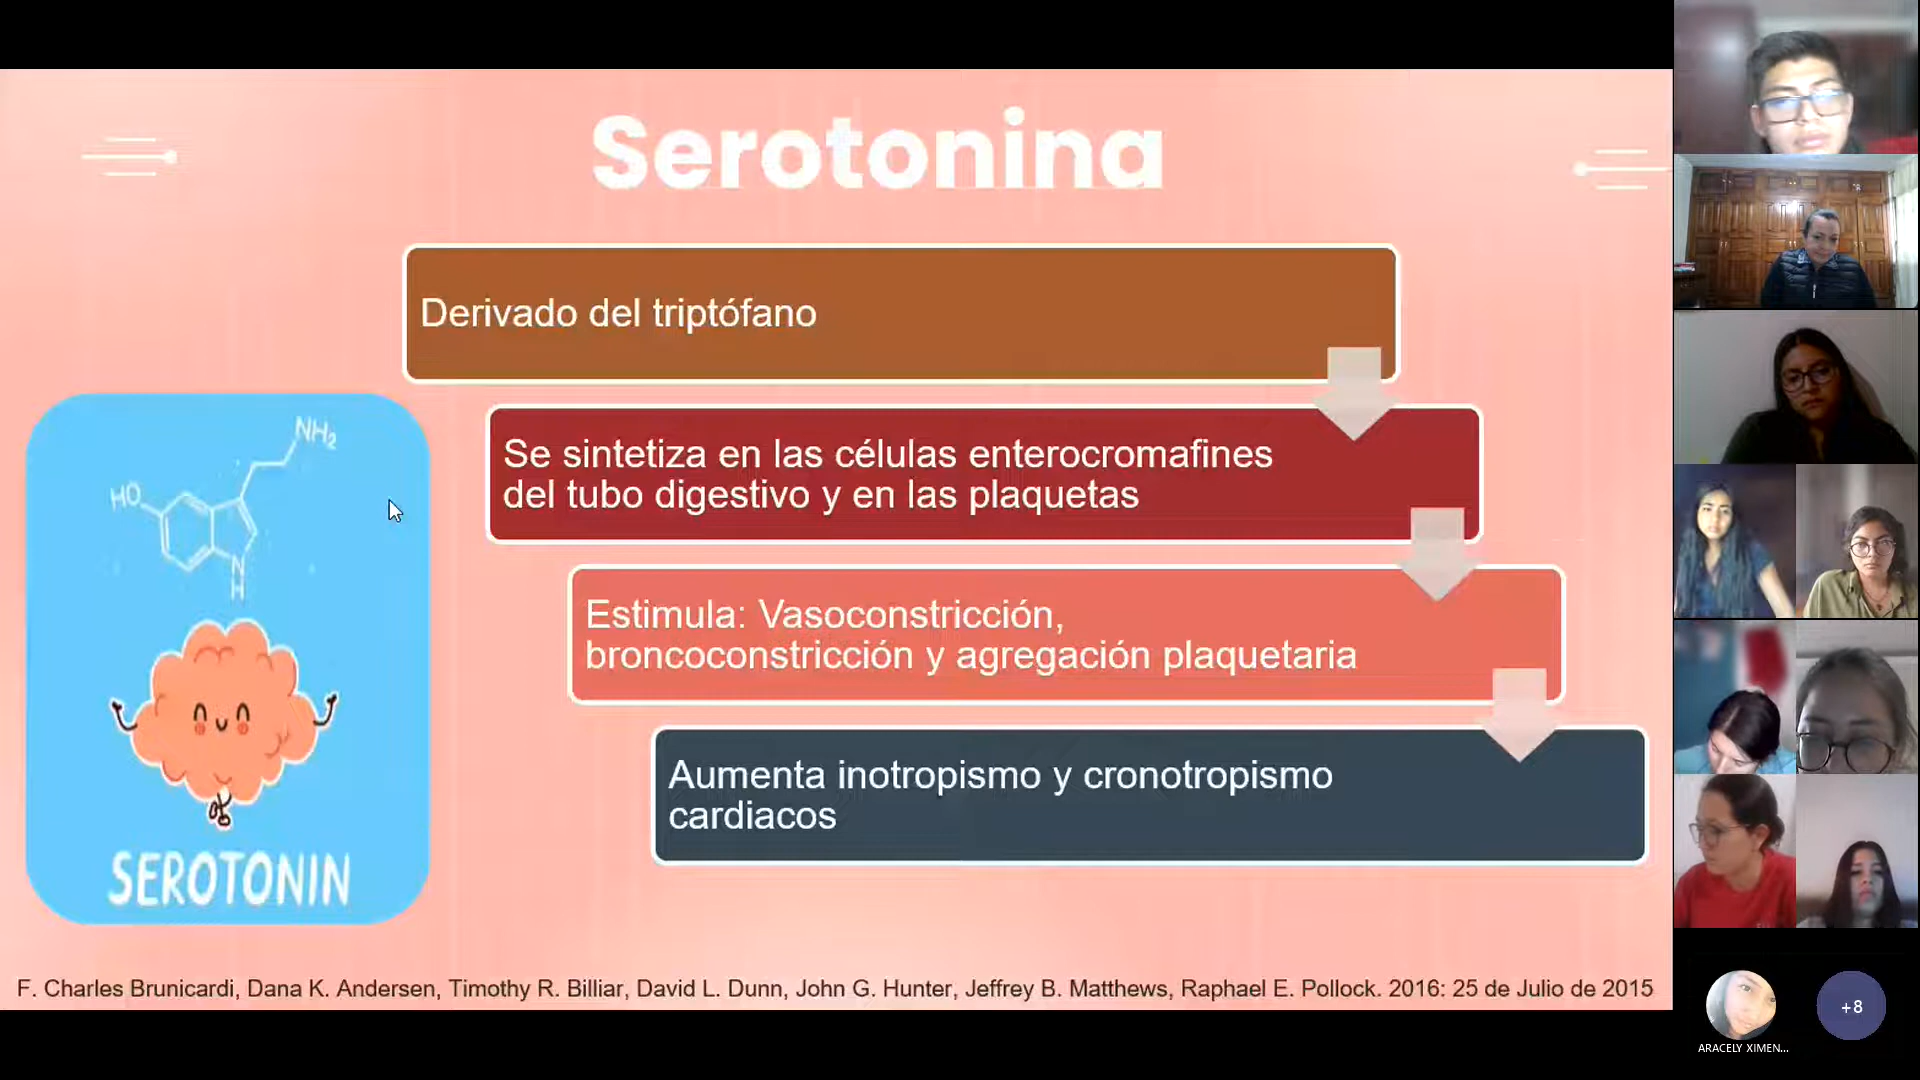 Serotonina
Derivado del triptófano
Se sintetiza en las células enterocromafines
del tubo digestivo y en las plaquetas
Estimula: Vasoconstricción,
broncoconstricción y agregación plaquetaria
Aumenta inotropismo y cronotropismo
cardiacos
NH₂
HO
N
H
SEROTONIN
F. Charles Brunicardi, Dana K. Andersen, Timothy R. Billiar, David L. Dunn, John G. Hunter, Jeffrey B. Matthews, Raphael E. Pollock. 2016: 25 de Julio de 2015
+8
ARACELY XIMEN...